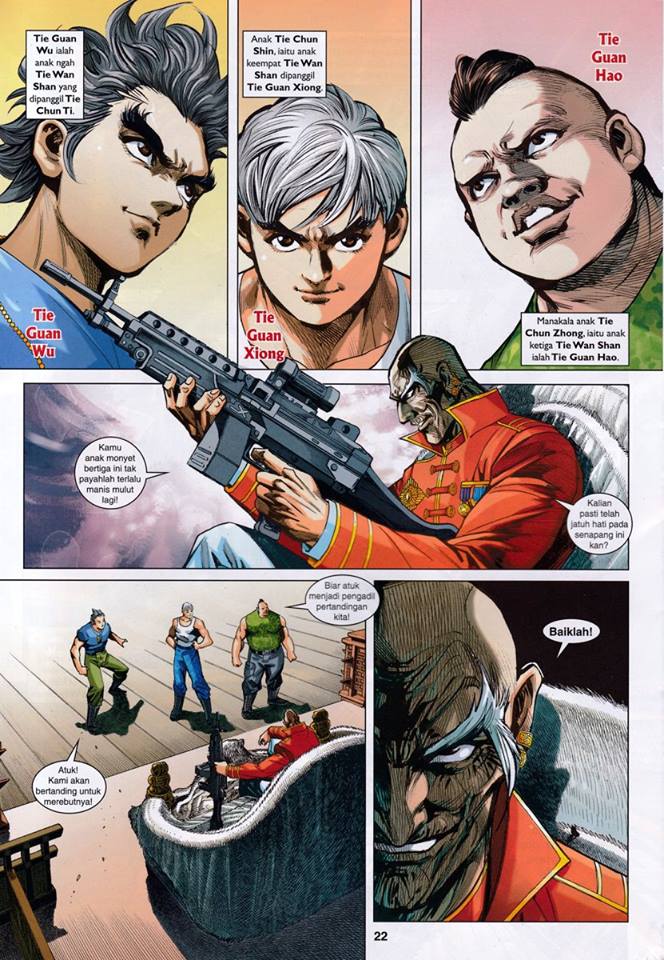 Tie Guan
Wu ialah
anak ngah
Tie Wan
Shan yang
dipanggil Tie
Chun Ti.
Tie
Guan
Wu
Anak Tie Chun
Shin, iaitu anak
keempat Tie Wan
Shan dipanggil
Tie Guan Xiong.
Tie
Guan
Xiong
Tie
Guan
Hao
Manakala anak Tie
Chun Zhong, iaitu anak
ketiga Tie Wan Shan
ialah Tie Guan Hao.
Kamu
anak monyet
bertiga ini tak
payahlah terlalu
manis mulut
lagi!
Kalian
pasti telah
jatuh hati pada
senapang ini
kan?
Biar atuk
menjadi pengadil
pertandingan
kita!
Atuk!
Kami akan
bertanding untuk
merebutnya!
Baiklah!
22